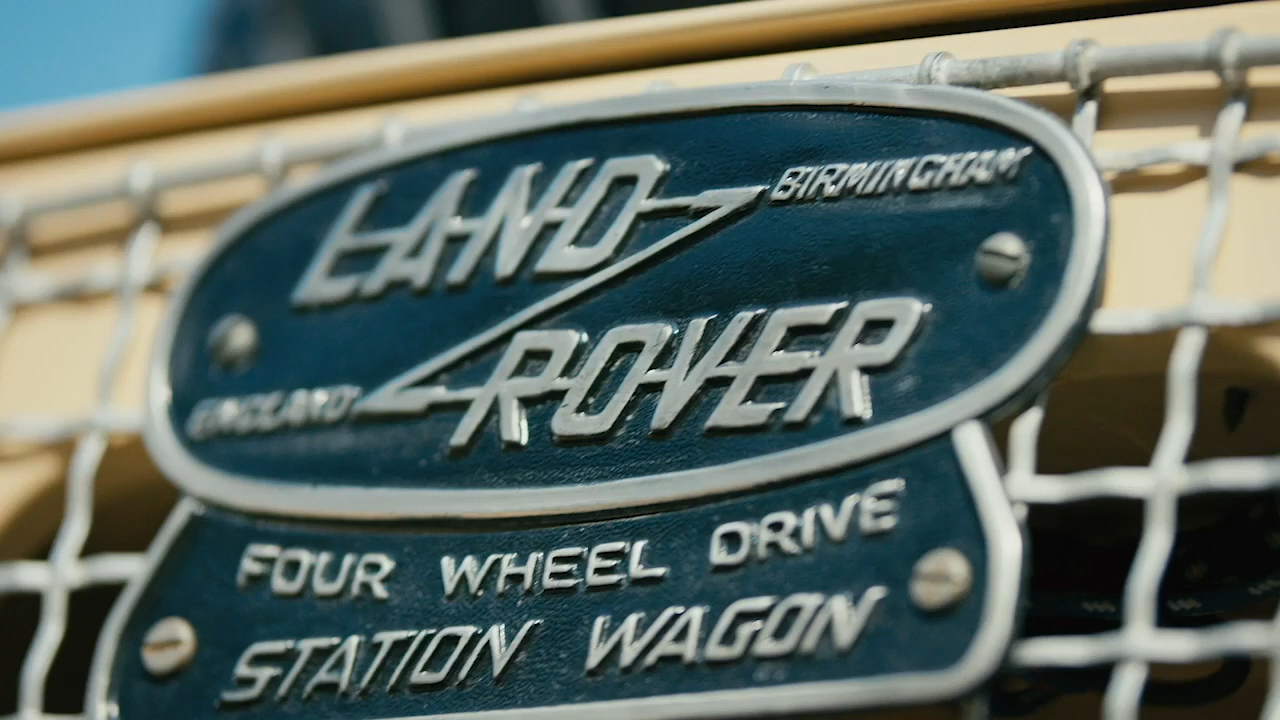 LAND
BIRMINGHAM
ROVER
ENGLAND
FOUR WHEEL DRIVE
STATION WAGON